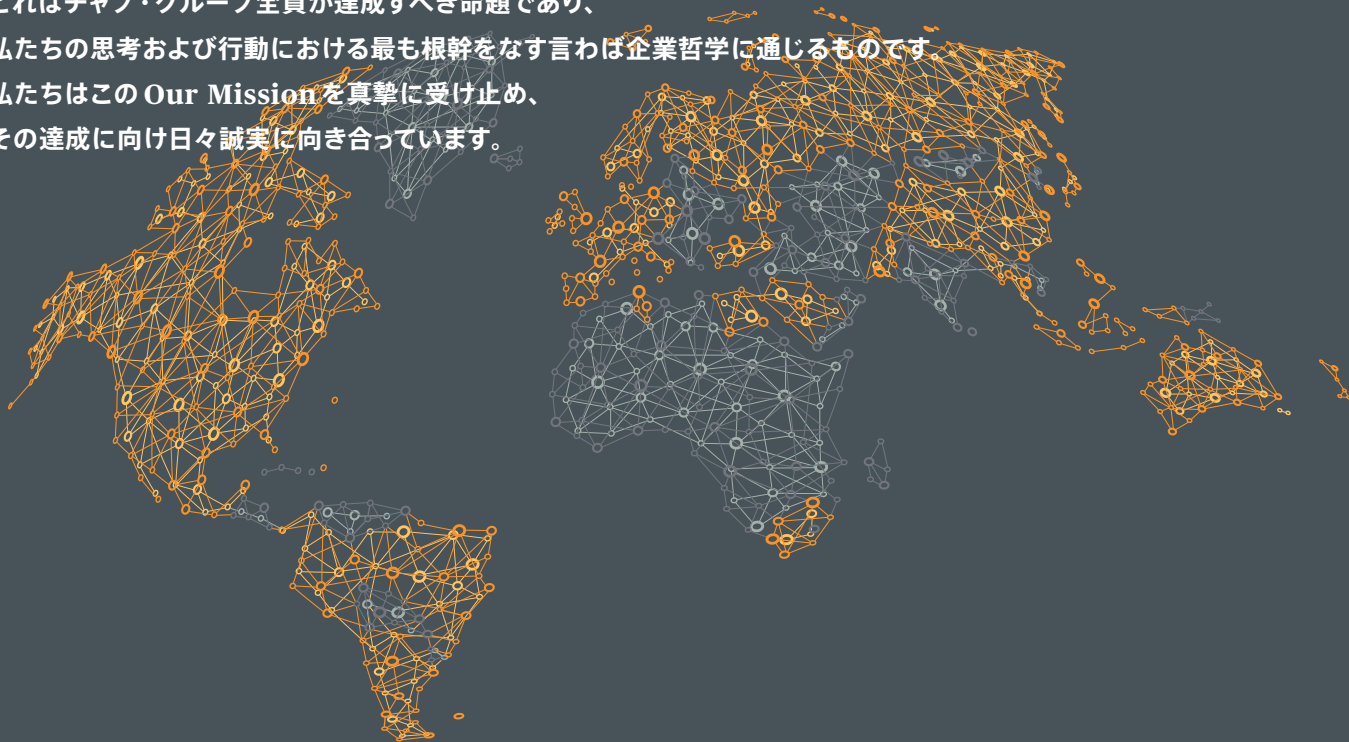 これはチャブ・グループ全員が達成すべき命題であり、
私たちの思考および行動における最も根幹をなす言わば企業哲学に通じるものです。
私たちはこの Our Mission を真摯に受け止め、
その達成に向け日々誠実に向き合っています。